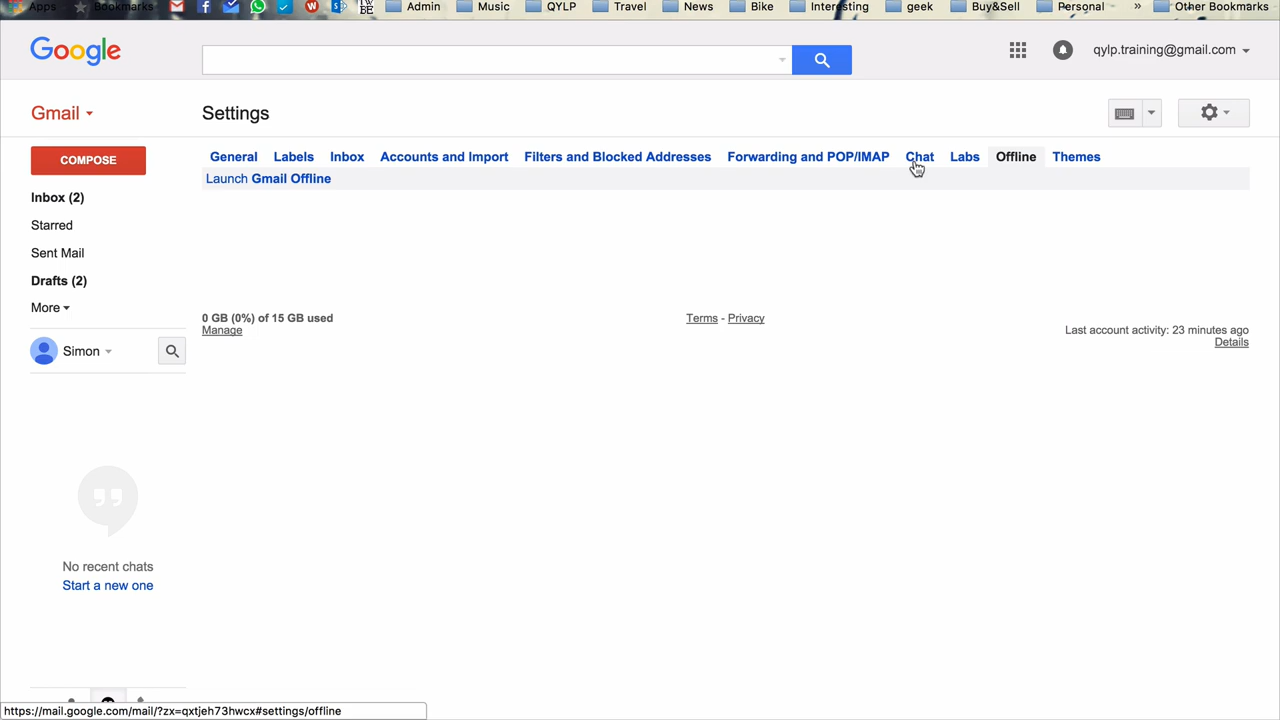 Apps Bookmarks Admin Music QYLP Travel News Bike Interesting geek Buy&Sell Personal » Other Bookmarks
Google
qylp.training@gmail.com
Gmail
Settings
COMPOSE
General Labels Inbox Accounts and Import Filters and Blocked Addresses Forwarding and POP/IMAP Chat Labs Offline Themes
Launch Gmail Offline
Inbox (2)
Starred
Sent Mail
Drafts (2)
More
0 GB (0%) of 15 GB used
Manage
Terms - Privacy
Last account activity: 23 minutes ago
Details
Simon
No recent chats
Start a new one
https://mail.google.com/mail/?zx=qxtjeh73hwcx#settings/offline